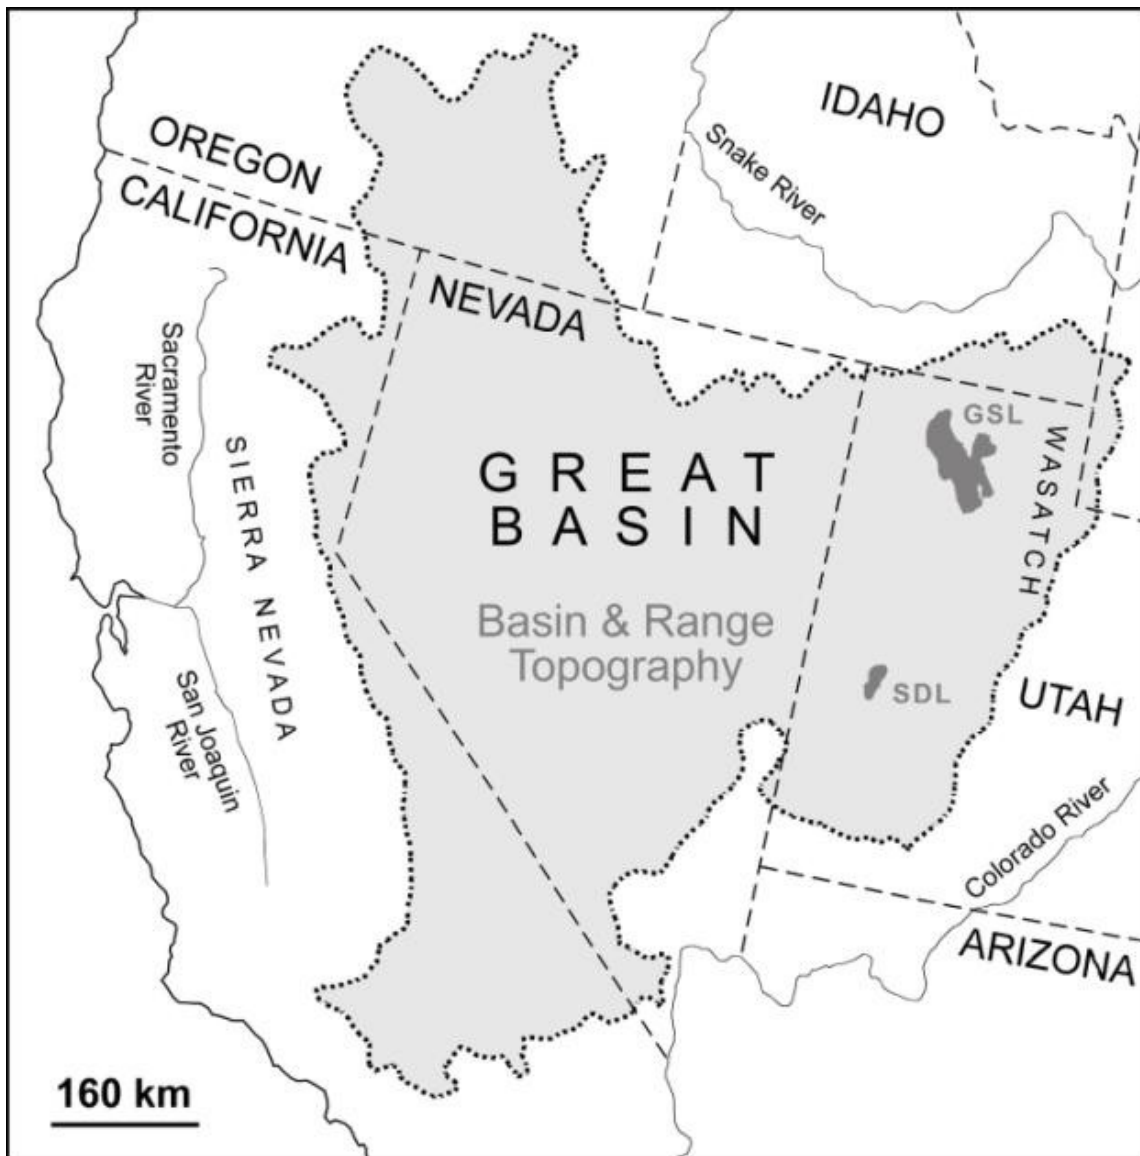 OREGON
CALIFORNIA
IDAHO
Snake River
NEVADA
Sacramento
River
SIERRA NEVADA
GREAT
BASIN
Basin & Range
Topography
GSL
WASATCH
SDL
UTAH
San Joaquin
River
Colorado River
ARIZONA
160 km